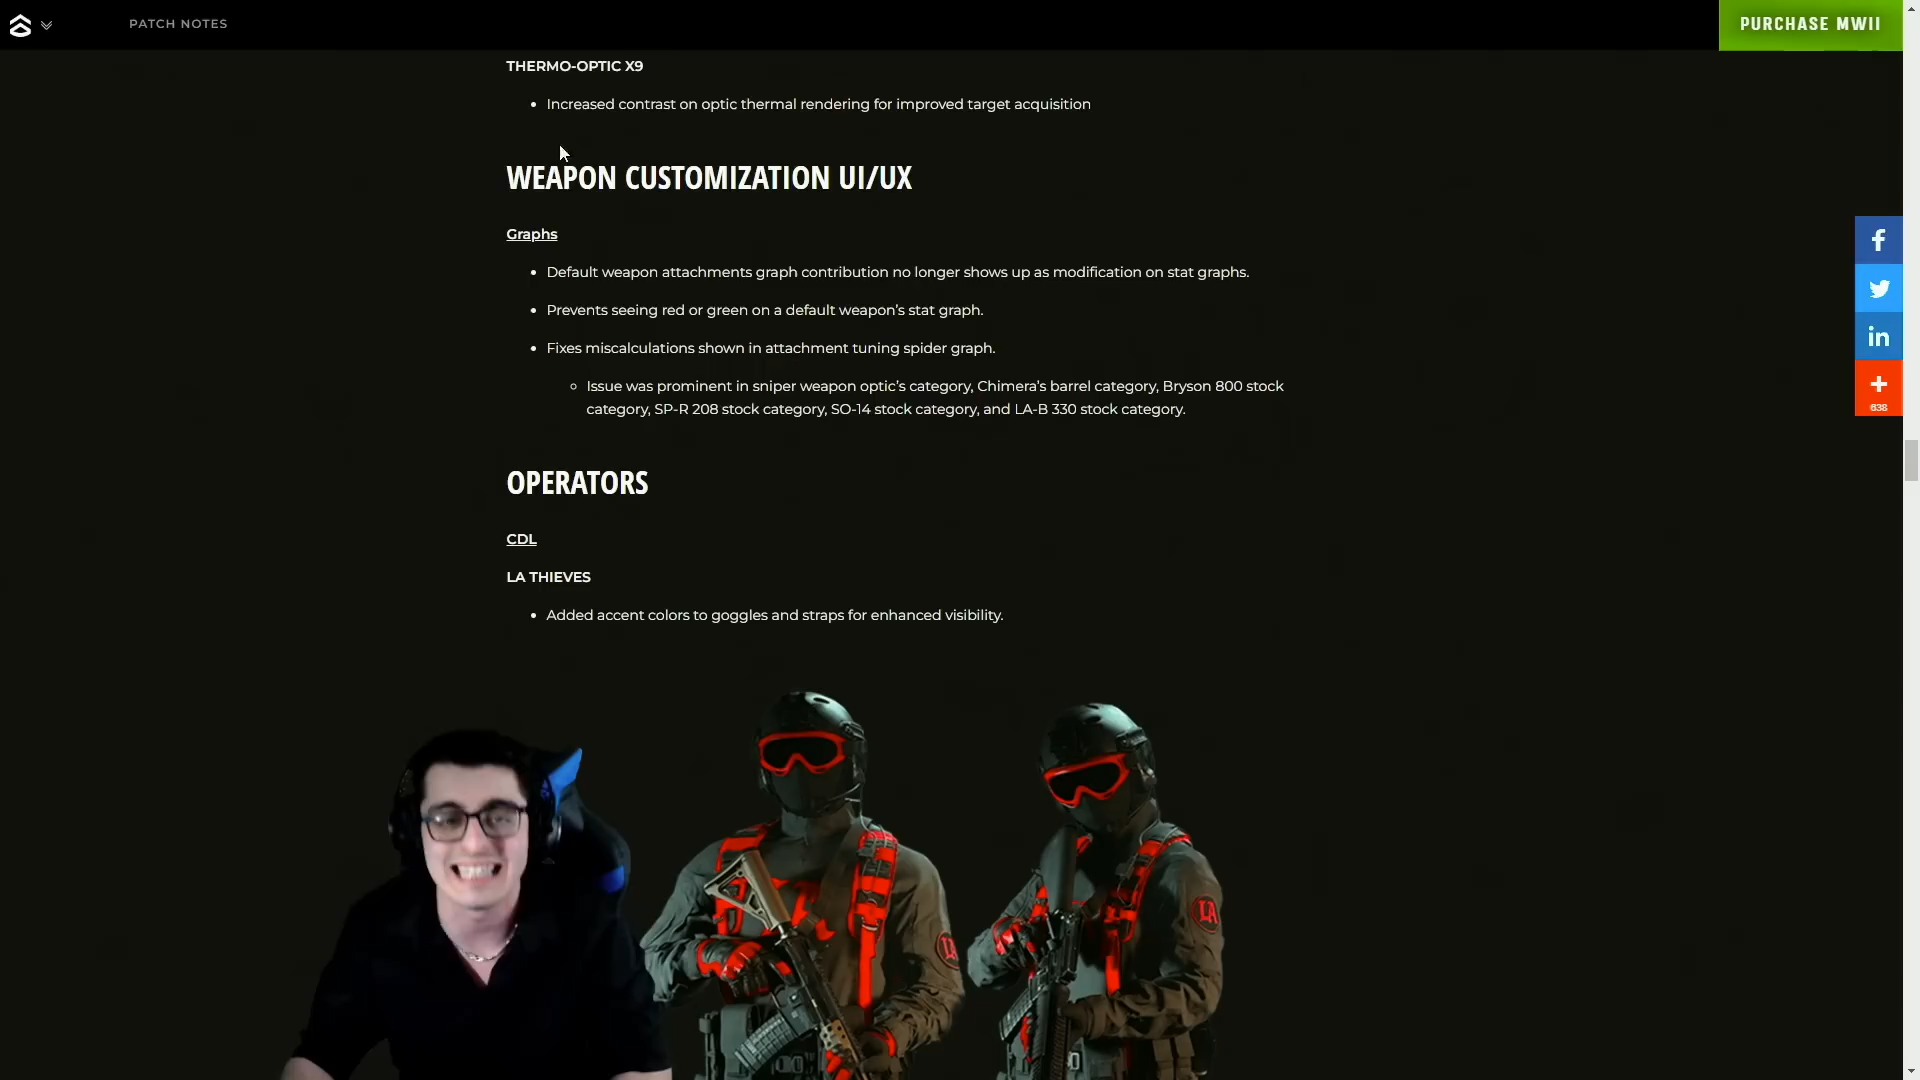 PATCH NOTES
PURCHASE MWII
THERMO-OPTIC X9
• Increased contrast on optic thermal rendering for improved target acquisition
WEAPON CUSTOMIZATION UI/UX
Graphs
• Default weapon attachments graph contribution no longer shows up as modification on stat graphs.
• Prevents seeing red or green on a default weapon's stat graph.
• Fixes miscalculations shown in attachment tuning spider graph.
○ Issue was prominent in sniper weapon optic's category, Chimera's barrel category, Bryson 800 stock
category, SP-R 208 stock category, SO-14 stock category, and LA-B 330 stock category.
638
OPERATORS
CDL
LA THIEVES
• Added accent colors to goggles and straps for enhanced visibility.
LA
LA